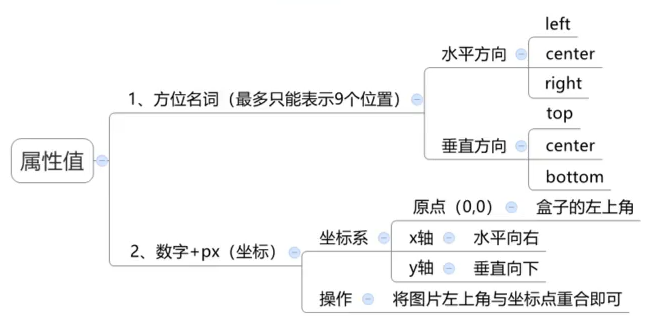 属性值
1、方位名词（最多只能表示9个位置）
水平方向
left
center
right
垂直方向
top
center
bottom
2、数字+px（坐标）
坐标系
原点（0,0）
盒子的左上角
x轴
水平向右
y轴
垂直向下
操作
将图片左上角与坐标点重合即可